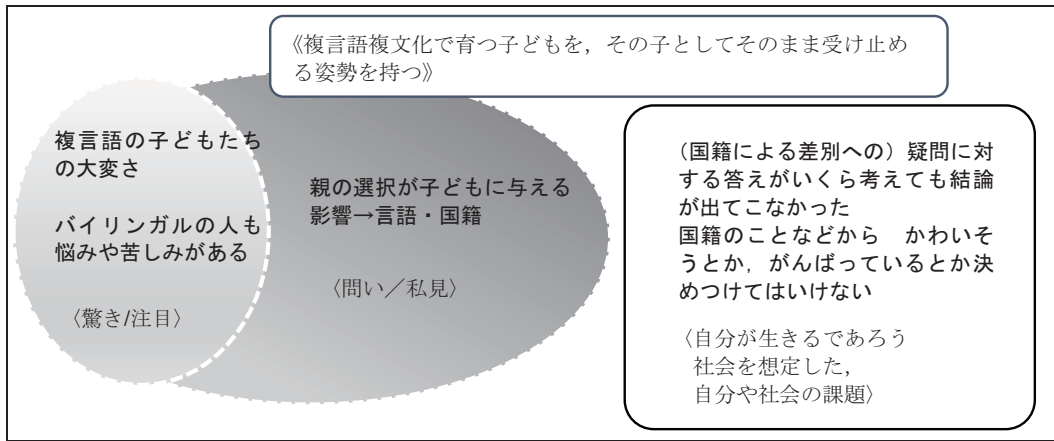 《複言語複文化で育つ子どもを，その子としてそのまま受け止め
る姿勢を持つ》
複言語の子どもたち
の大変さ
バイリンガルの人も
悩みや苦しみがある
〈驚き/注目〉
親の選択が子どもに与える
影響→言語・国籍
〈問い／私見〉
（国籍による差別への）疑問に対
する答えがいくら考えても結論
が出てこなかった
国籍のことなどから　かわいそ
うとか，がんばっているとか決
めつけてはいけない
〈自分が生きるであろう
社会を想定した，
自分や社会の課題〉